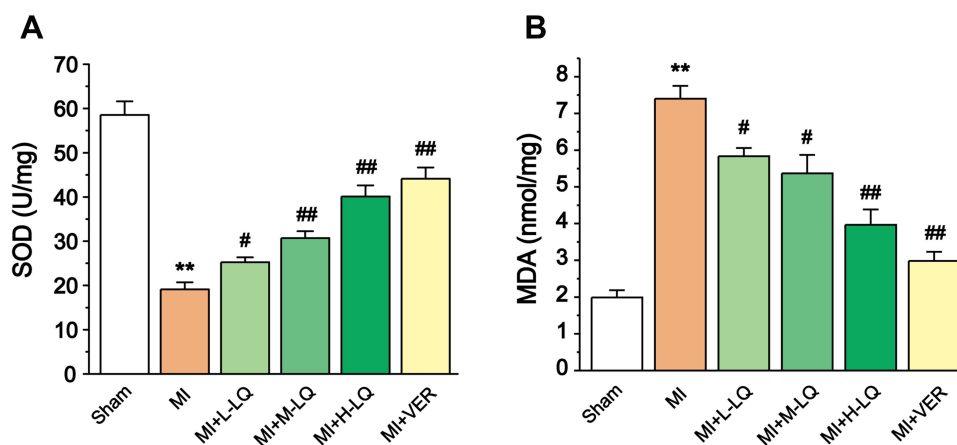 A
SOD (U/mg)
70
60
50
40
30
20
10
0
**
#
##
##
##
Sham
MI
MI+L-LQ
MI+M-LQ
MI+H-LQ
MI+VER
B
MDA (nmol/mg)
8
7
6
5
4
3
2
1
0
**
#
#
##
##
Sham
MI
MI+L-LQ
MI+M-LQ
MI+H-LQ
MI+VER